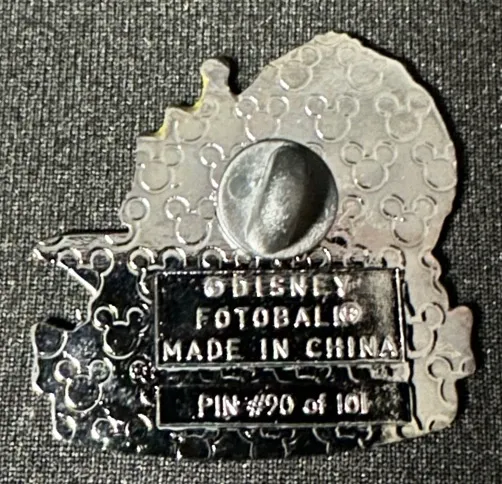 ©DISNEY
FOTOBALL®
MADE IN CHINA
PIN #90 of 101